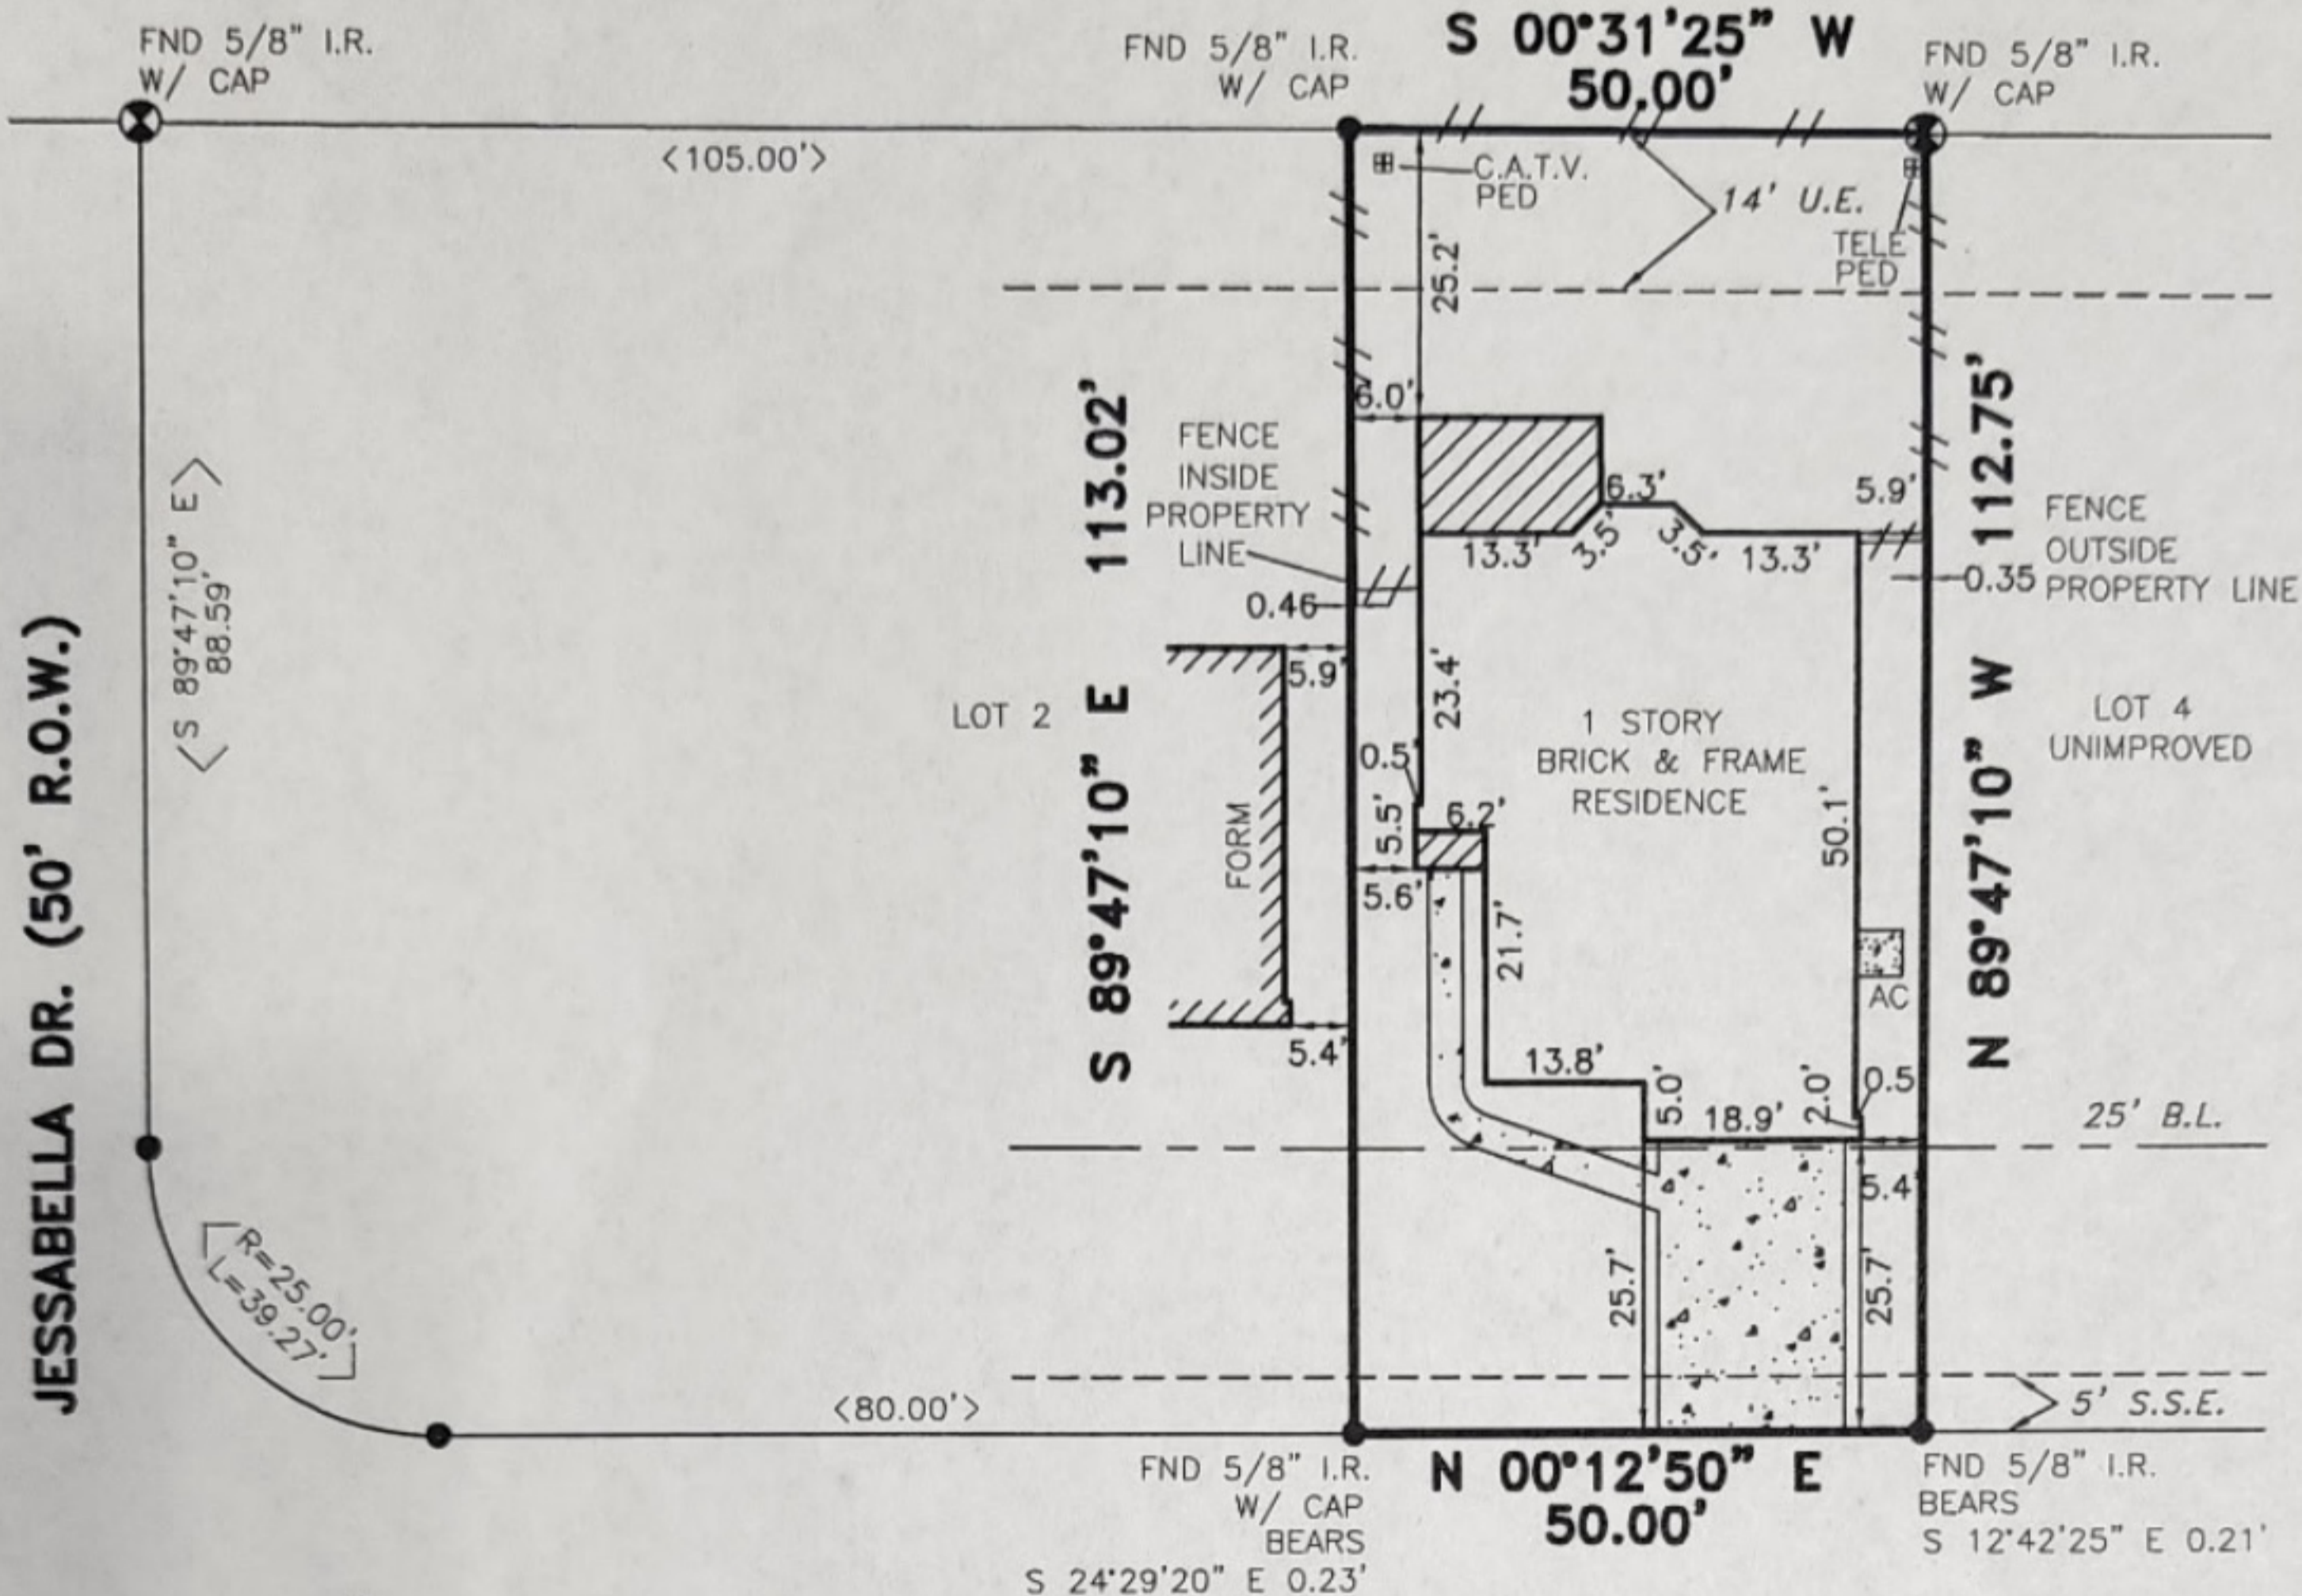 FND 5/8" I.R.
W/ CAP
FND 5/8" I.R.
W/ CAP
S 00°31'25" W
50.00'
FND 5/8" I.R.
W/ CAP
<105.00'>
C.A.T.V.
PED
14' U.E.
TELE
PED
25.2'
6.0'
FENCE
INSIDE
PROPERTY
LINE
0.46
S 89°47'10" E 113.02'
<S 89°47'10" E>
88.59'
JESSABELLA DR. (50' R.O.W.)
6.3'
13.3'
3.5'
3.5'
13.3'
5.9'
N 89°47'10" W 112.75'
FENCE
OUTSIDE
PROPERTY LINE
0.35
LOT 2
5.9'
FORM
5.4'
23.4'
0.5'
5.5'
6.2'
5.6'
1 STORY
BRICK & FRAME
RESIDENCE
50.1'
LOT 4
UNIMPROVED
21.7'
AC
13.8'
5.0'
18.9'
2.0'
0.5
25' B.L.
5.4'
25.7'
25.7'
R=25.00'
L=39.27'
<80.00'>
5' S.S.E.
FND 5/8" I.R.
W/ CAP
BEARS
S 24°29'20" E 0.23'
N 00°12'50" E
50.00'
FND 5/8" I.R.
BEARS
S 12°42'25" E 0.21'